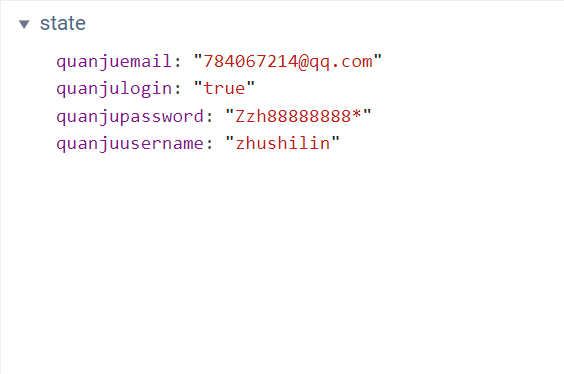 state
quanjuemail: "784067214@qq.com"
quanjulogin: "true"
quanjupassword: "Zzh88888888*"
quanjuusername: "zhushilin"